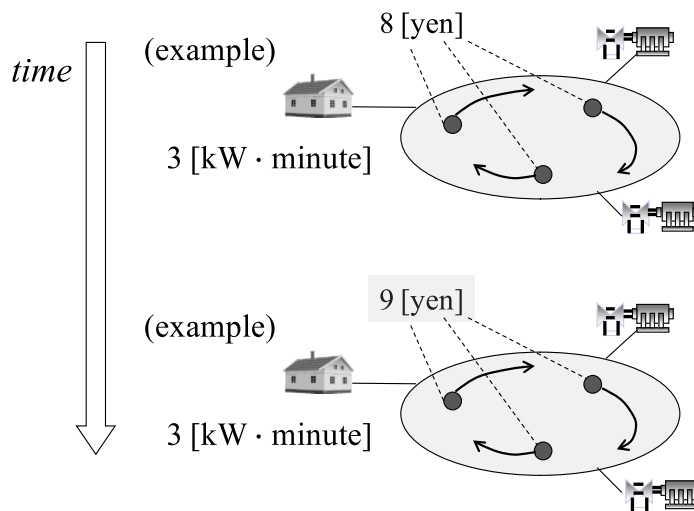 time
(example)
8 [yen]
3 [kW · minute]
(example)
9 [yen]
3 [kW · minute]